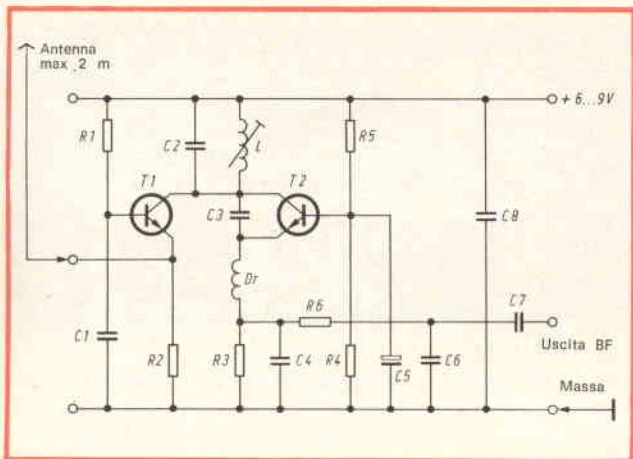 Antenna
max 2 m
+ 6...9V
R1
C2
L
R5
T1
T2
C3
C8
Dr
R6
C7
C1
R2
R3
C4
R4
C5
C6
Uscita BF
Massa